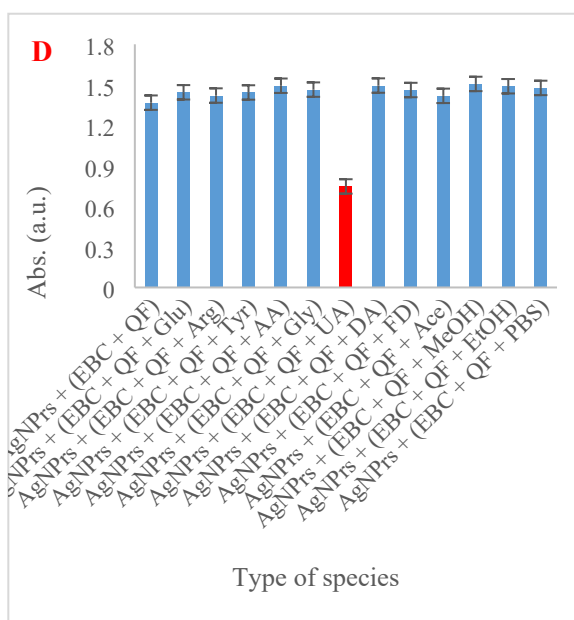 D
1.8
1.5
1.2
0.9
0.6
0.3
0
Abs. (a.u.)
AgNPrs + (EBC + QF)
AgNPrs + (EBC + QF + Glu)
AgNPrs + (EBC + QF + Arg)
AgNPrs + (EBC + QF + Tyr)
AgNPrs + (EBC + QF + AA)
AgNPrs + (EBC + QF + Gly)
AgNPrs + (EBC + QF + UA)
AgNPrs + (EBC + QF + DA)
AgNPrs + (EBC + QF + FD)
AgNPrs + (EBC + QF + Ace)
AgNPrs + (EBC + QF + MeOH)
AgNPrs + (EBC + QF + EtOH)
AgNPrs + (EBC + QF + PBS)
Type of species